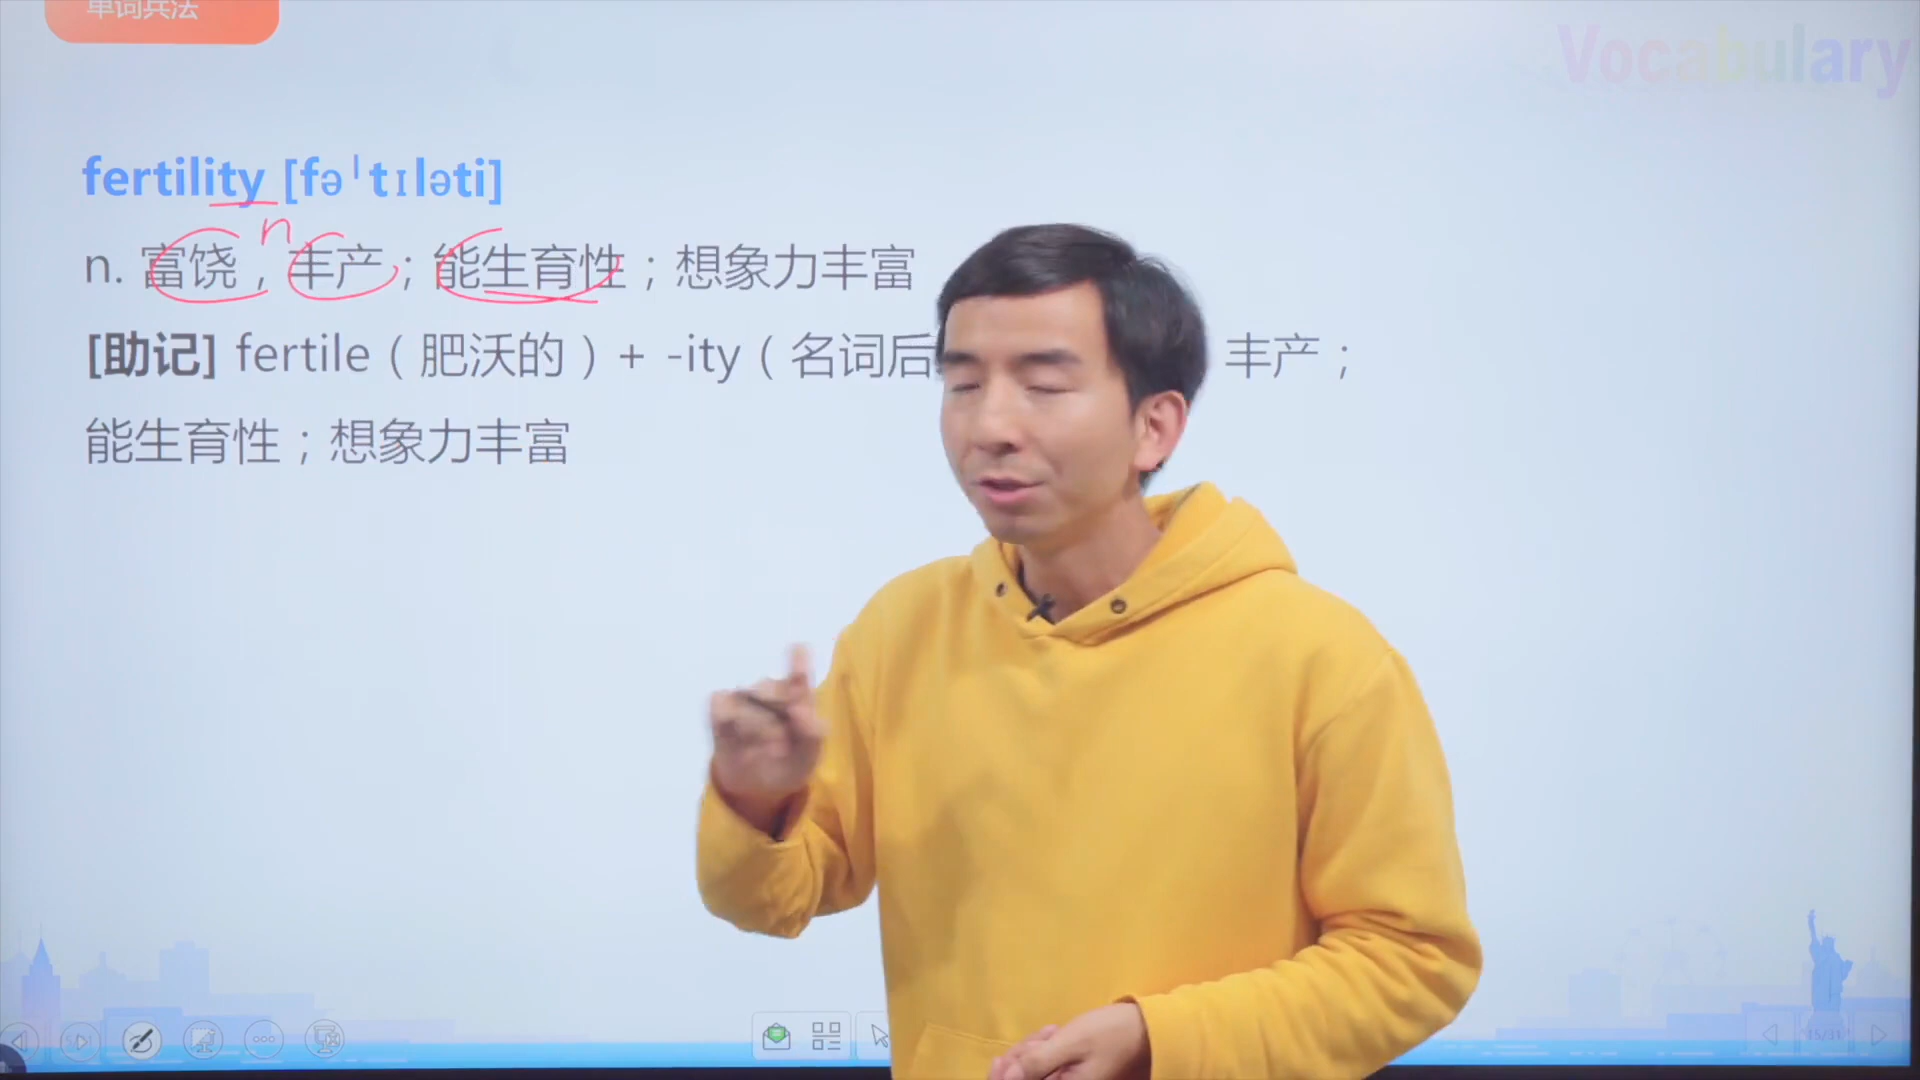 单词兵法
Vocabulary
fertility [fəˈtɪləti]
n
n. 富饶，丰产；能生育性；想象力丰富
[助记] fertile（肥沃的）+ -ity（名词后 丰产；
能生育性；想象力丰富
15/31